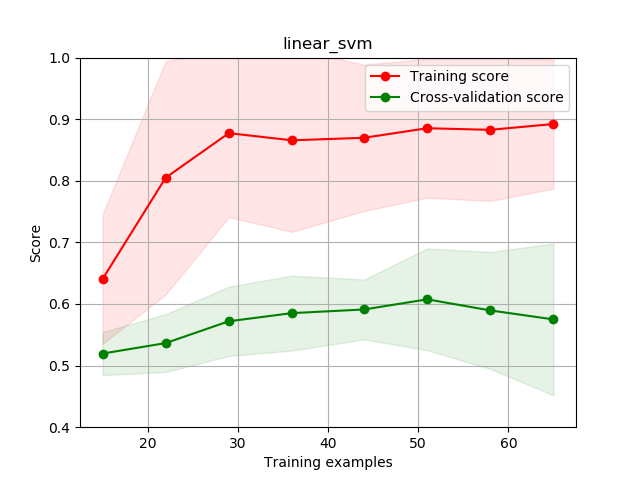 linear_svm
1.0
0.9
0.8
0.7
0.6
0.5
0.4
Score
Training score
Cross-validation score
20
30
40
50
60
Training examples